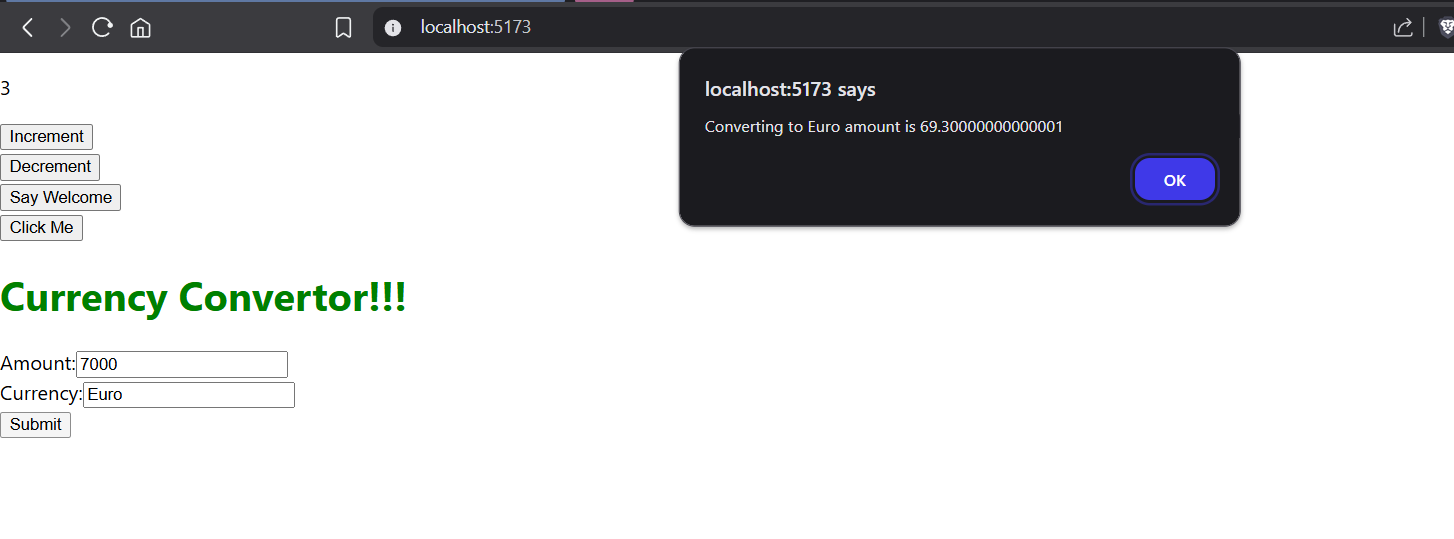 localhost:5173
3
localhost:5173 says
Converting to Euro amount is 69.30000000000001
OK
Increment
Decrement
Say Welcome
Click Me
Currency Convertor!!!
Amount:7000
Currency:Euro
Submit